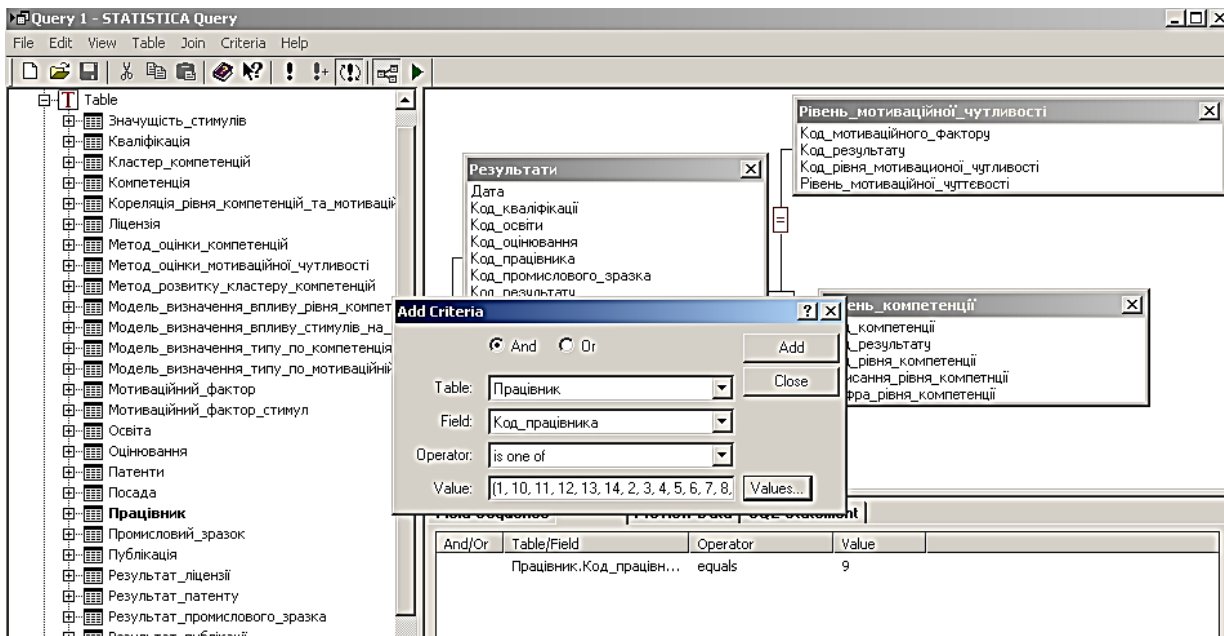 Query 1 - STATISTICA Query
File Edit View Table Join Criteria Help
Table
Значущість_стимулів
Кваліфікація
Кластер_компетенцій
Компетенція
Кореляція_рівня_компетенцій_та_мотивацій
Ліцензія
Метод_оцінки_компетенцій
Метод_оцінки_мотиваційної_чутливості
Метод_розвитку_кластеру_компетенцій
Модель_визначення_впливу_рівня_компет
Модель_визначення_впливу_стимулів_на_
Модель_визначення_типу_по_компетенція
Модель_визначення_типу_по_мотиваційній
Мотиваційний_фактор
Мотиваційний_фактор_стимул
Освіта
Оцінювання
Патенти
Посада
Працівник
Промисловий_зразок
Публікація
Результат_ліцензії
Результат_патенту
Результат_промислового_зразка
Результати
Дата
Код_кваліфікації
Код_освіти
Код_оцінювання
Код_працівника
Код_промислового_зразка
Код_результату
Рівень_мотиваційної_чутливості
Код_мотиваційного_фактору
Код_результату
Код_рівня_мотивационої_чутливості
Рівень_мотиваційної_чуттєвості
ень_компетенції
_компетенції
_результату
_рівня_компетенції
исання_рівня_компетнції
фра_рівня_компетенції
Add Criteria
And Or
Add
Table: Працівник
Close
Field: Код_працівника
Operator: is one of
Value: (1, 10, 11, 12, 13, 14, 2, 3, 4, 5, 6, 7, 8, Values...
And/Or Table/Field Operator Value
Працівник.Код_працівн... equals 9